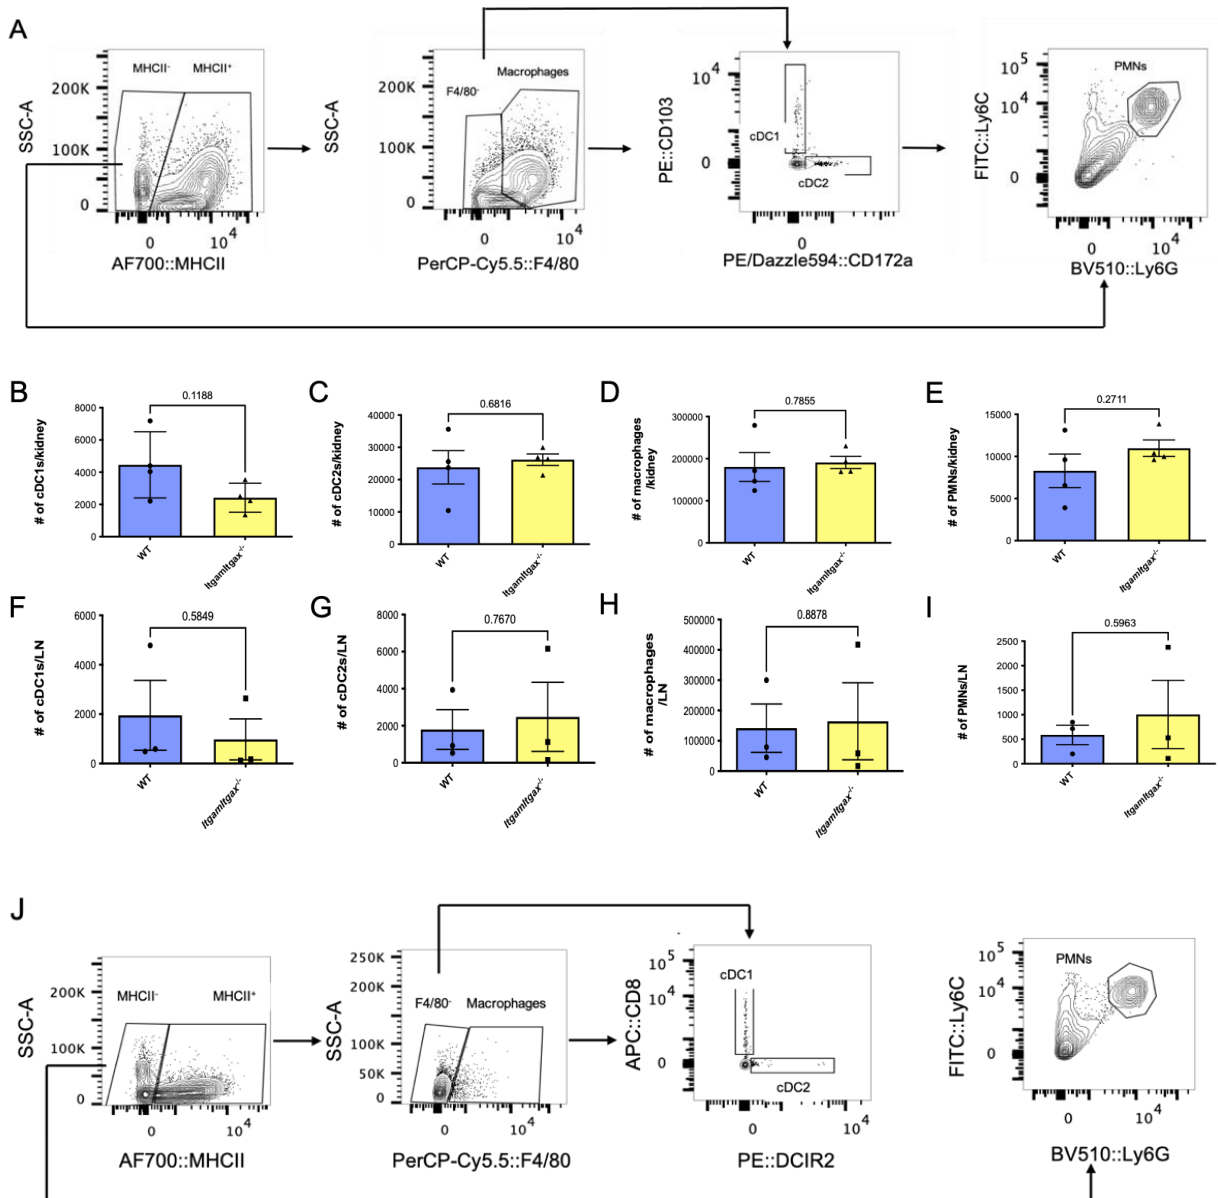 A
SSC-A
200K
100K
0
MHCII-
MHCII+
0
10^4
AF700::MHCII
SSC-A
200K
100K
0
F4/80-
Macrophages
0
10^4
PerCP-Cy5.5::F4/80
PE::CD103
10^4
0
cDC1
cDC2
0
PE/Dazzle594::CD172a
FITC::Ly6C
10^5
10^4
0
PMNs
0
10^4
BV510::Ly6G
B
# of cDC1s/kidney
8000
6000
4000
2000
0
0.1188
WT
ItgamItgax-/-
C
# of cDC2s/kidney
40000
30000
20000
10000
0
0.6816
WT
ItgamItgax-/-
D
# of macrophages
/kidney
300000
200000
100000
0
0.7855
WT
ItgamItgax-/-
E
# of PMNs/kidney
15000
10000
5000
0
0.2711
WT
ItgamItgax-/-
F
# of cDC1s/LN
6000
4000
2000
0
0.5849
WT
ItgamItgax-/-
G
# of cDC2s/LN
8000
6000
4000
2000
0
0.7670
WT
ItgamItgax-/-
H
# of macrophages
/LN
500000
400000
300000
200000
100000
0
0.8878
WT
ItgamItgax-/-
I
# of PMNs/LN
2500
2000
1500
1000
500
0
0.5963
WT
ItgamItgax-/-
J
SSC-A
200K
100K
0
MHCII-
MHCII+
0
10^4
AF700::MHCII
SSC-A
250K
200K
150K
100K
50K
0
F4/80-
Macrophages
0
10^4
PerCP-Cy5.5::F4/80
APC::CD8
10^5
10^4
0
cDC1
cDC2
0
10^4
PE::DCIR2
FITC::Ly6C
10^5
10^4
0
PMNs
0
10^4
BV510::Ly6G